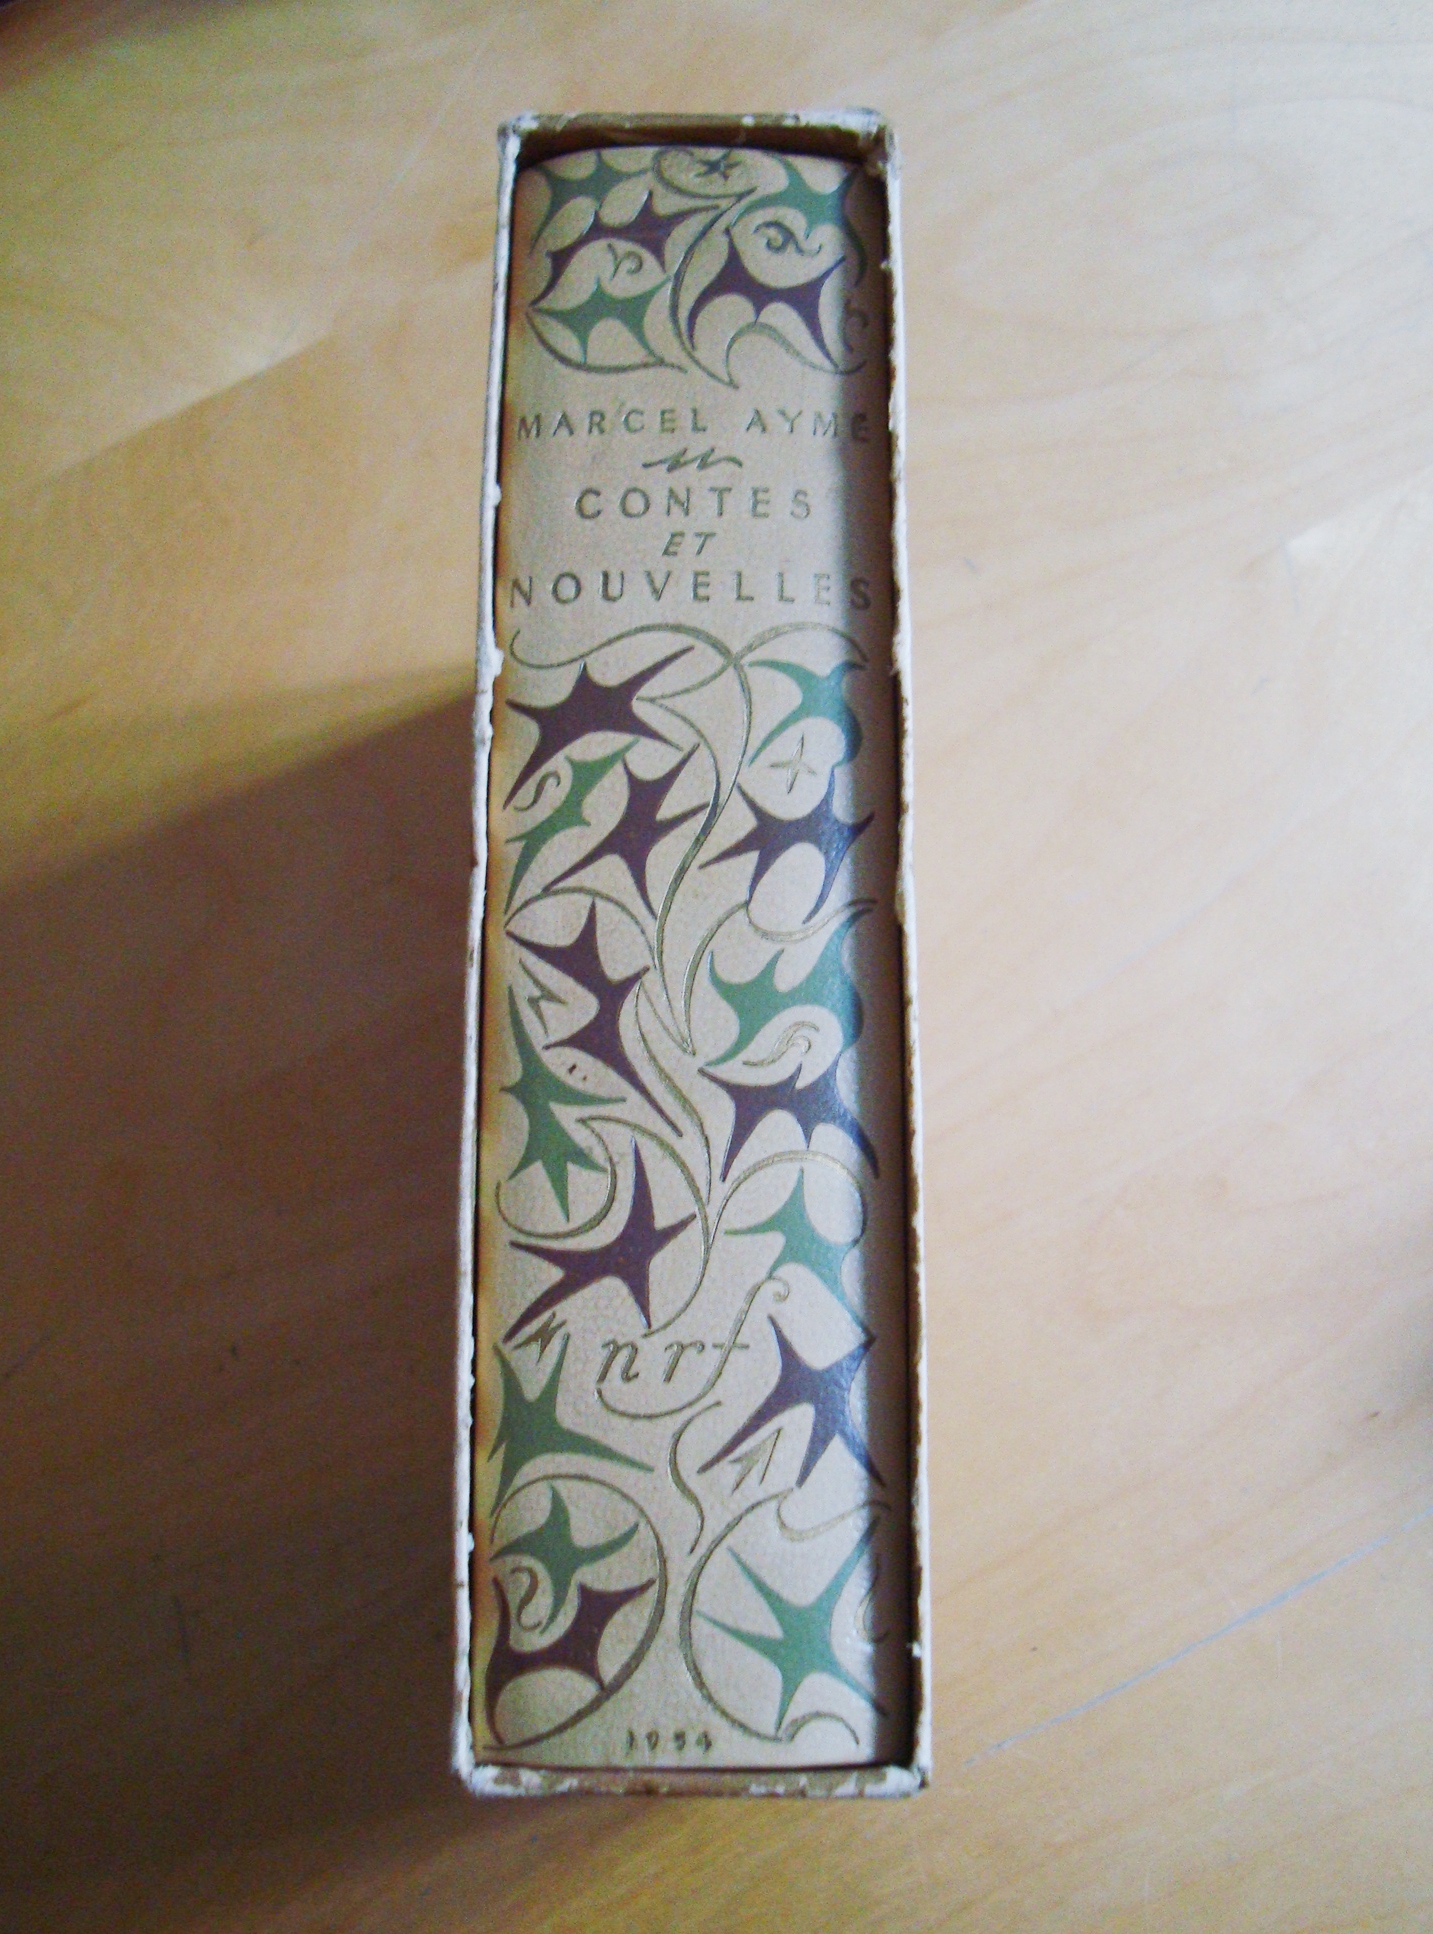 MARCEL AYMÉ
CONTES
ET
NOUVELLES
nrf
1954